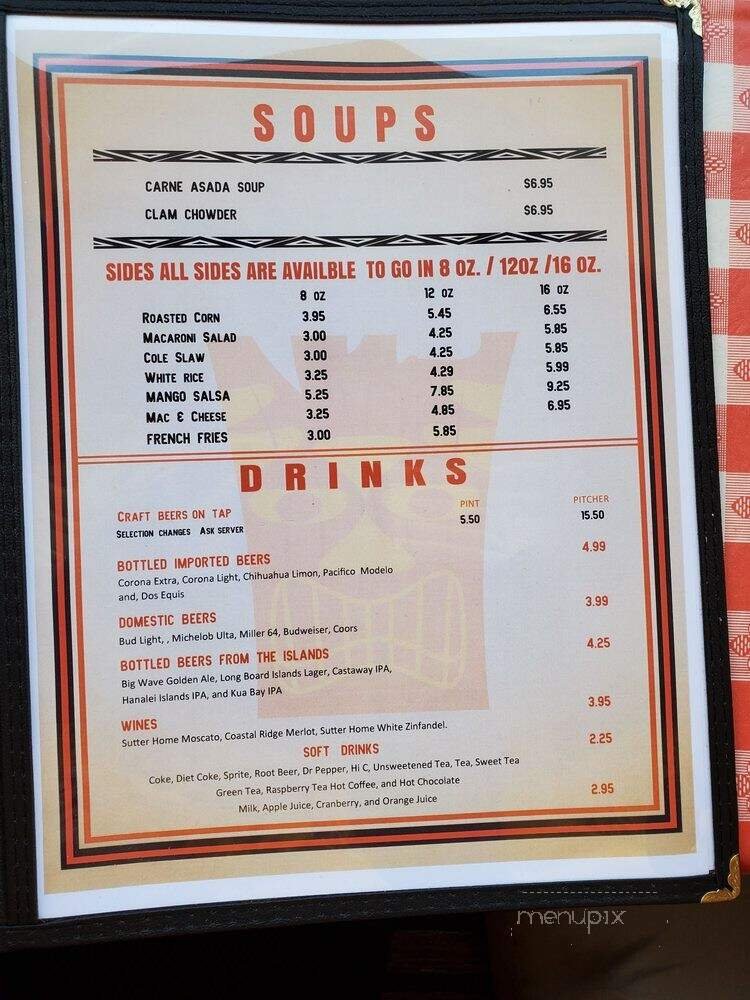 SOUPS
CARNE ASADA SOUP $6.95
CLAM CHOWDER $6.95
SIDES ALL SIDES ARE AVAILBLE TO GO IN 8 OZ. / 12OZ /16 OZ.
8 OZ 12 OZ 16 OZ
ROASTED CORN 3.95 5.45 6.55
MACARONI SALAD 3.00 4.25 5.85
COLE SLAW 3.00 4.25 5.85
WHITE RICE 3.25 4.29 5.99
MANGO SALSA 5.25 7.85 9.25
MAC & CHEESE 3.25 4.85 6.95
FRENCH FRIES 3.00 5.85
DRINKS
PINT PITCHER
CRAFT BEERS ON TAP 5.50 15.50
SELECTION CHANGES ASK SERVER
BOTTLED IMPORTED BEERS 4.99
Corona Extra, Corona Light, Chihuahua Limon, Pacifico Modelo
and, Dos Equis
DOMESTIC BEERS 3.99
Bud Light, , Michelob Ulta, Miller 64, Budweiser, Coors
BOTTLED BEERS FROM THE ISLANDS 4.25
Big Wave Golden Ale, Long Board Islands Lager, Castaway IPA,
Hanalei Islands IPA, and Kua Bay IPA
WINES 3.95
Sutter Home Moscato, Coastal Ridge Merlot, Sutter Home White Zinfandel.
SOFT DRINKS 2.25
Coke, Diet Coke, Sprite, Root Beer, Dr Pepper, Hi C, Unsweetened Tea, Tea, Sweet Tea
Green Tea, Raspberry Tea Hot Coffee, and Hot Chocolate
Milk, Apple Juice, Cranberry, and Orange Juice 2.95
menupix